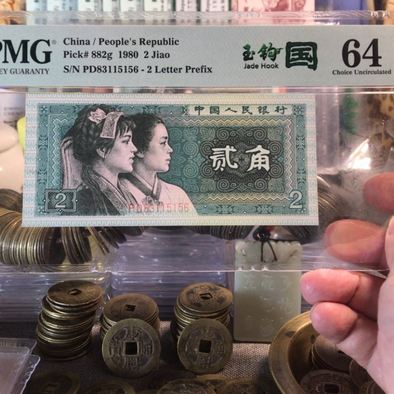 PMG
EY GUARANTY
China / People's Republic
Pick# 882g 1980 2 Jiao
S/N PD83115156 - 2 Letter Prefix
玉钩国
Jade Hook
64
Choice Uncirculated
中国人民银行
贰角
2
PD83115156
2